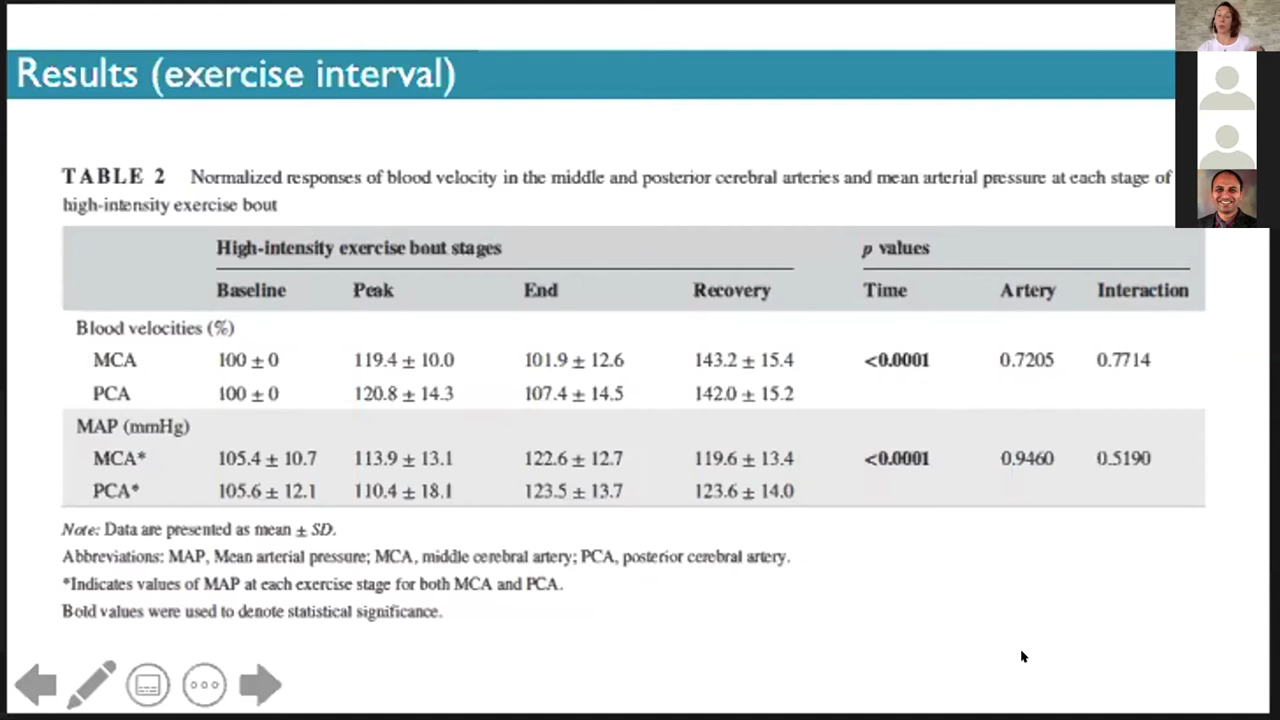 Results (exercise interval)
TABLE 2 Normalized responses of blood velocity in the middle and posterior cerebral arteries and mean arterial pressure at each stage of
high-intensity exercise bout
High-intensity exercise bout stages p values
Baseline Peak End Recovery Time Artery Interaction
Blood velocities (%)
MCA 100 ± 0 119.4 ± 10.0 101.9 ± 12.6 143.2 ± 15.4 <0.0001 0.7205 0.7714
PCA 100 ± 0 120.8 ± 14.3 107.4 ± 14.5 142.0 ± 15.2
MAP (mmHg)
MCA* 105.4 ± 10.7 113.9 ± 13.1 122.6 ± 12.7 119.6 ± 13.4 <0.0001 0.9460 0.5190
PCA* 105.6 ± 12.1 110.4 ± 18.1 123.5 ± 13.7 123.6 ± 14.0
Note: Data are presented as mean ± SD.
Abbreviations: MAP, Mean arterial pressure; MCA, middle cerebral artery; PCA, posterior cerebral artery.
*Indicates values of MAP at each exercise stage for both MCA and PCA.
Bold values were used to denote statistical significance.